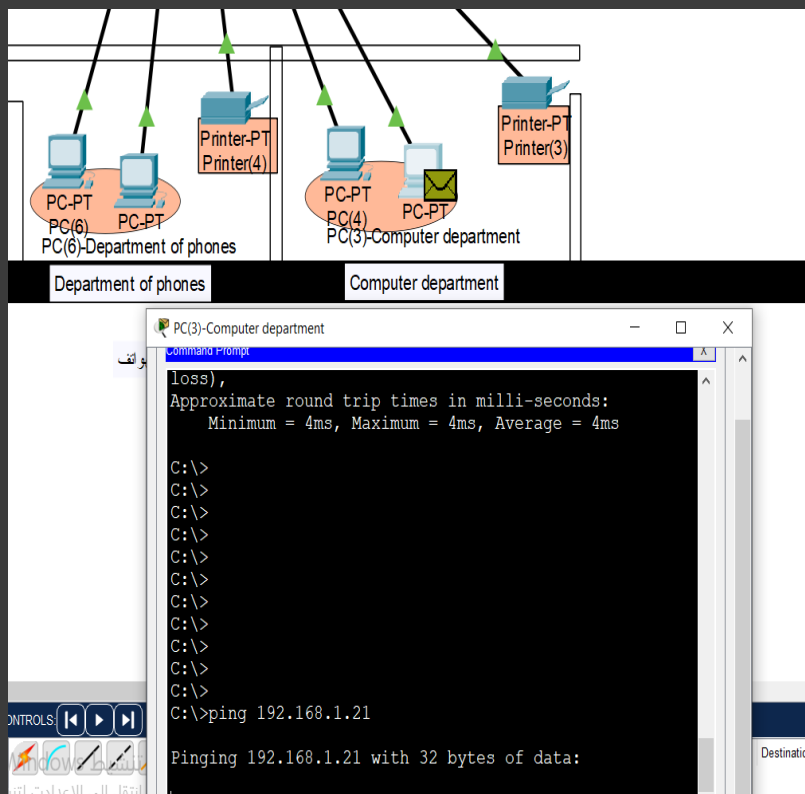 Printer-PT
Printer(4)
Printer-PT
Printer(3)
PC-PT
PC(6)
PC-PT
PC(6)-Department of phones
PC-PT
PC(4)
PC-PT
PC(3)-Computer department
Department of phones
Computer department
PC(3)-Computer department
Command Prompt
X
loss),
Approximate round trip times in milli-seconds:
Minimum = 4ms, Maximum = 4ms, Average = 4ms
C:\>
C:\>
C:\>
C:\>
C:\>
C:\>
C:\>
C:\>
C:\>
C:\>
C:\>
C:\>ping 192.168.1.21
Pinging 192.168.1.21 with 32 bytes of data: